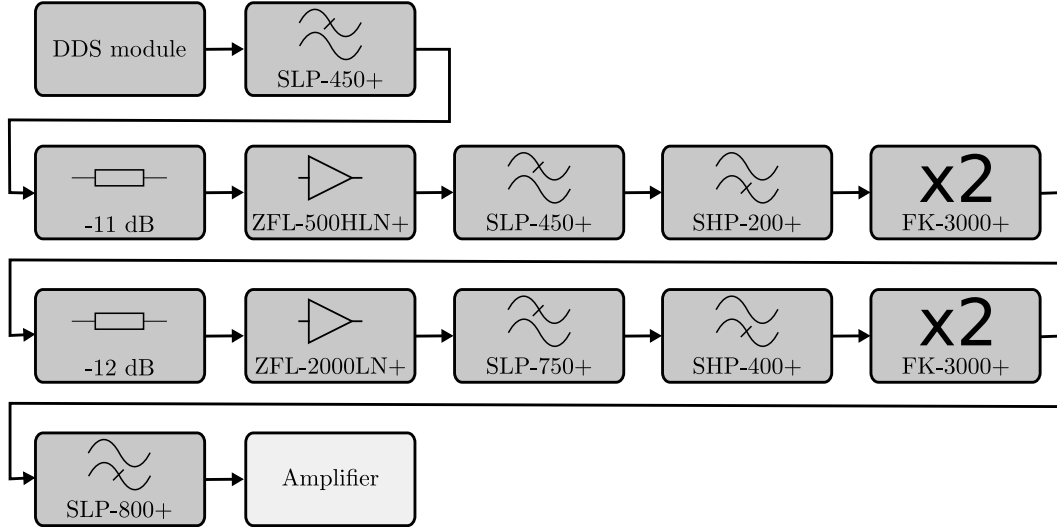 DDS module
SLP-450+
-11 dB
ZFL-500HLN+
SLP-450+
SHP-200+
x2
FK-3000+
-12 dB
ZFL-2000LN+
SLP-750+
SHP-400+
x2
FK-3000+
SLP-800+
Amplifier